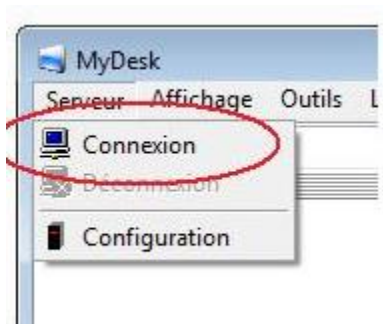 MyDesk
Serveur Affichage Outils L
Connexion
Déconnexion
Configuration